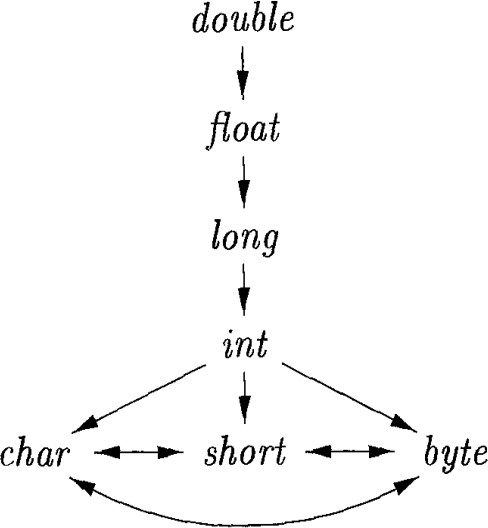 double
float
long
int
char short byte